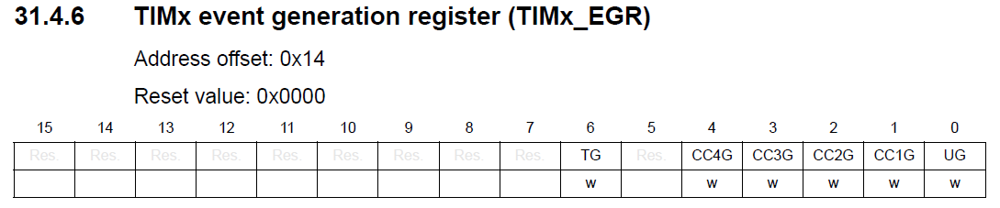 31.4.6 TIMx event generation register (TIMx_EGR)
Address offset: 0x14
Reset value: 0x0000
15 14 13 12 11 10 9 8 7 6 5 4 3 2 1 0
Res. Res. Res. Res. Res. Res. Res. Res. Res. TG Res. CC4G CC3G CC2G CC1G UG
w w w w w w